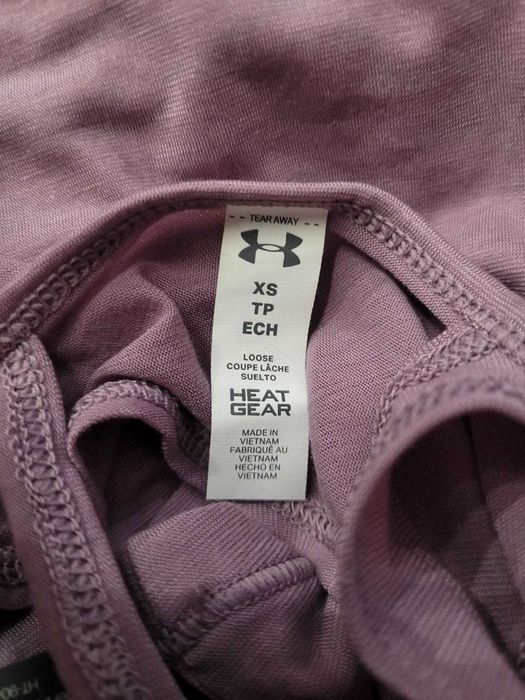 -- TEAR AWAY --
XS
TP
ECH
LOOSE
COUPE LÂCHE
SUELTO
HEAT
GEAR
MADE IN
VIETNAM
FABRIQUÉ AU
VIETNAM
HECHO EN
VIETNAM